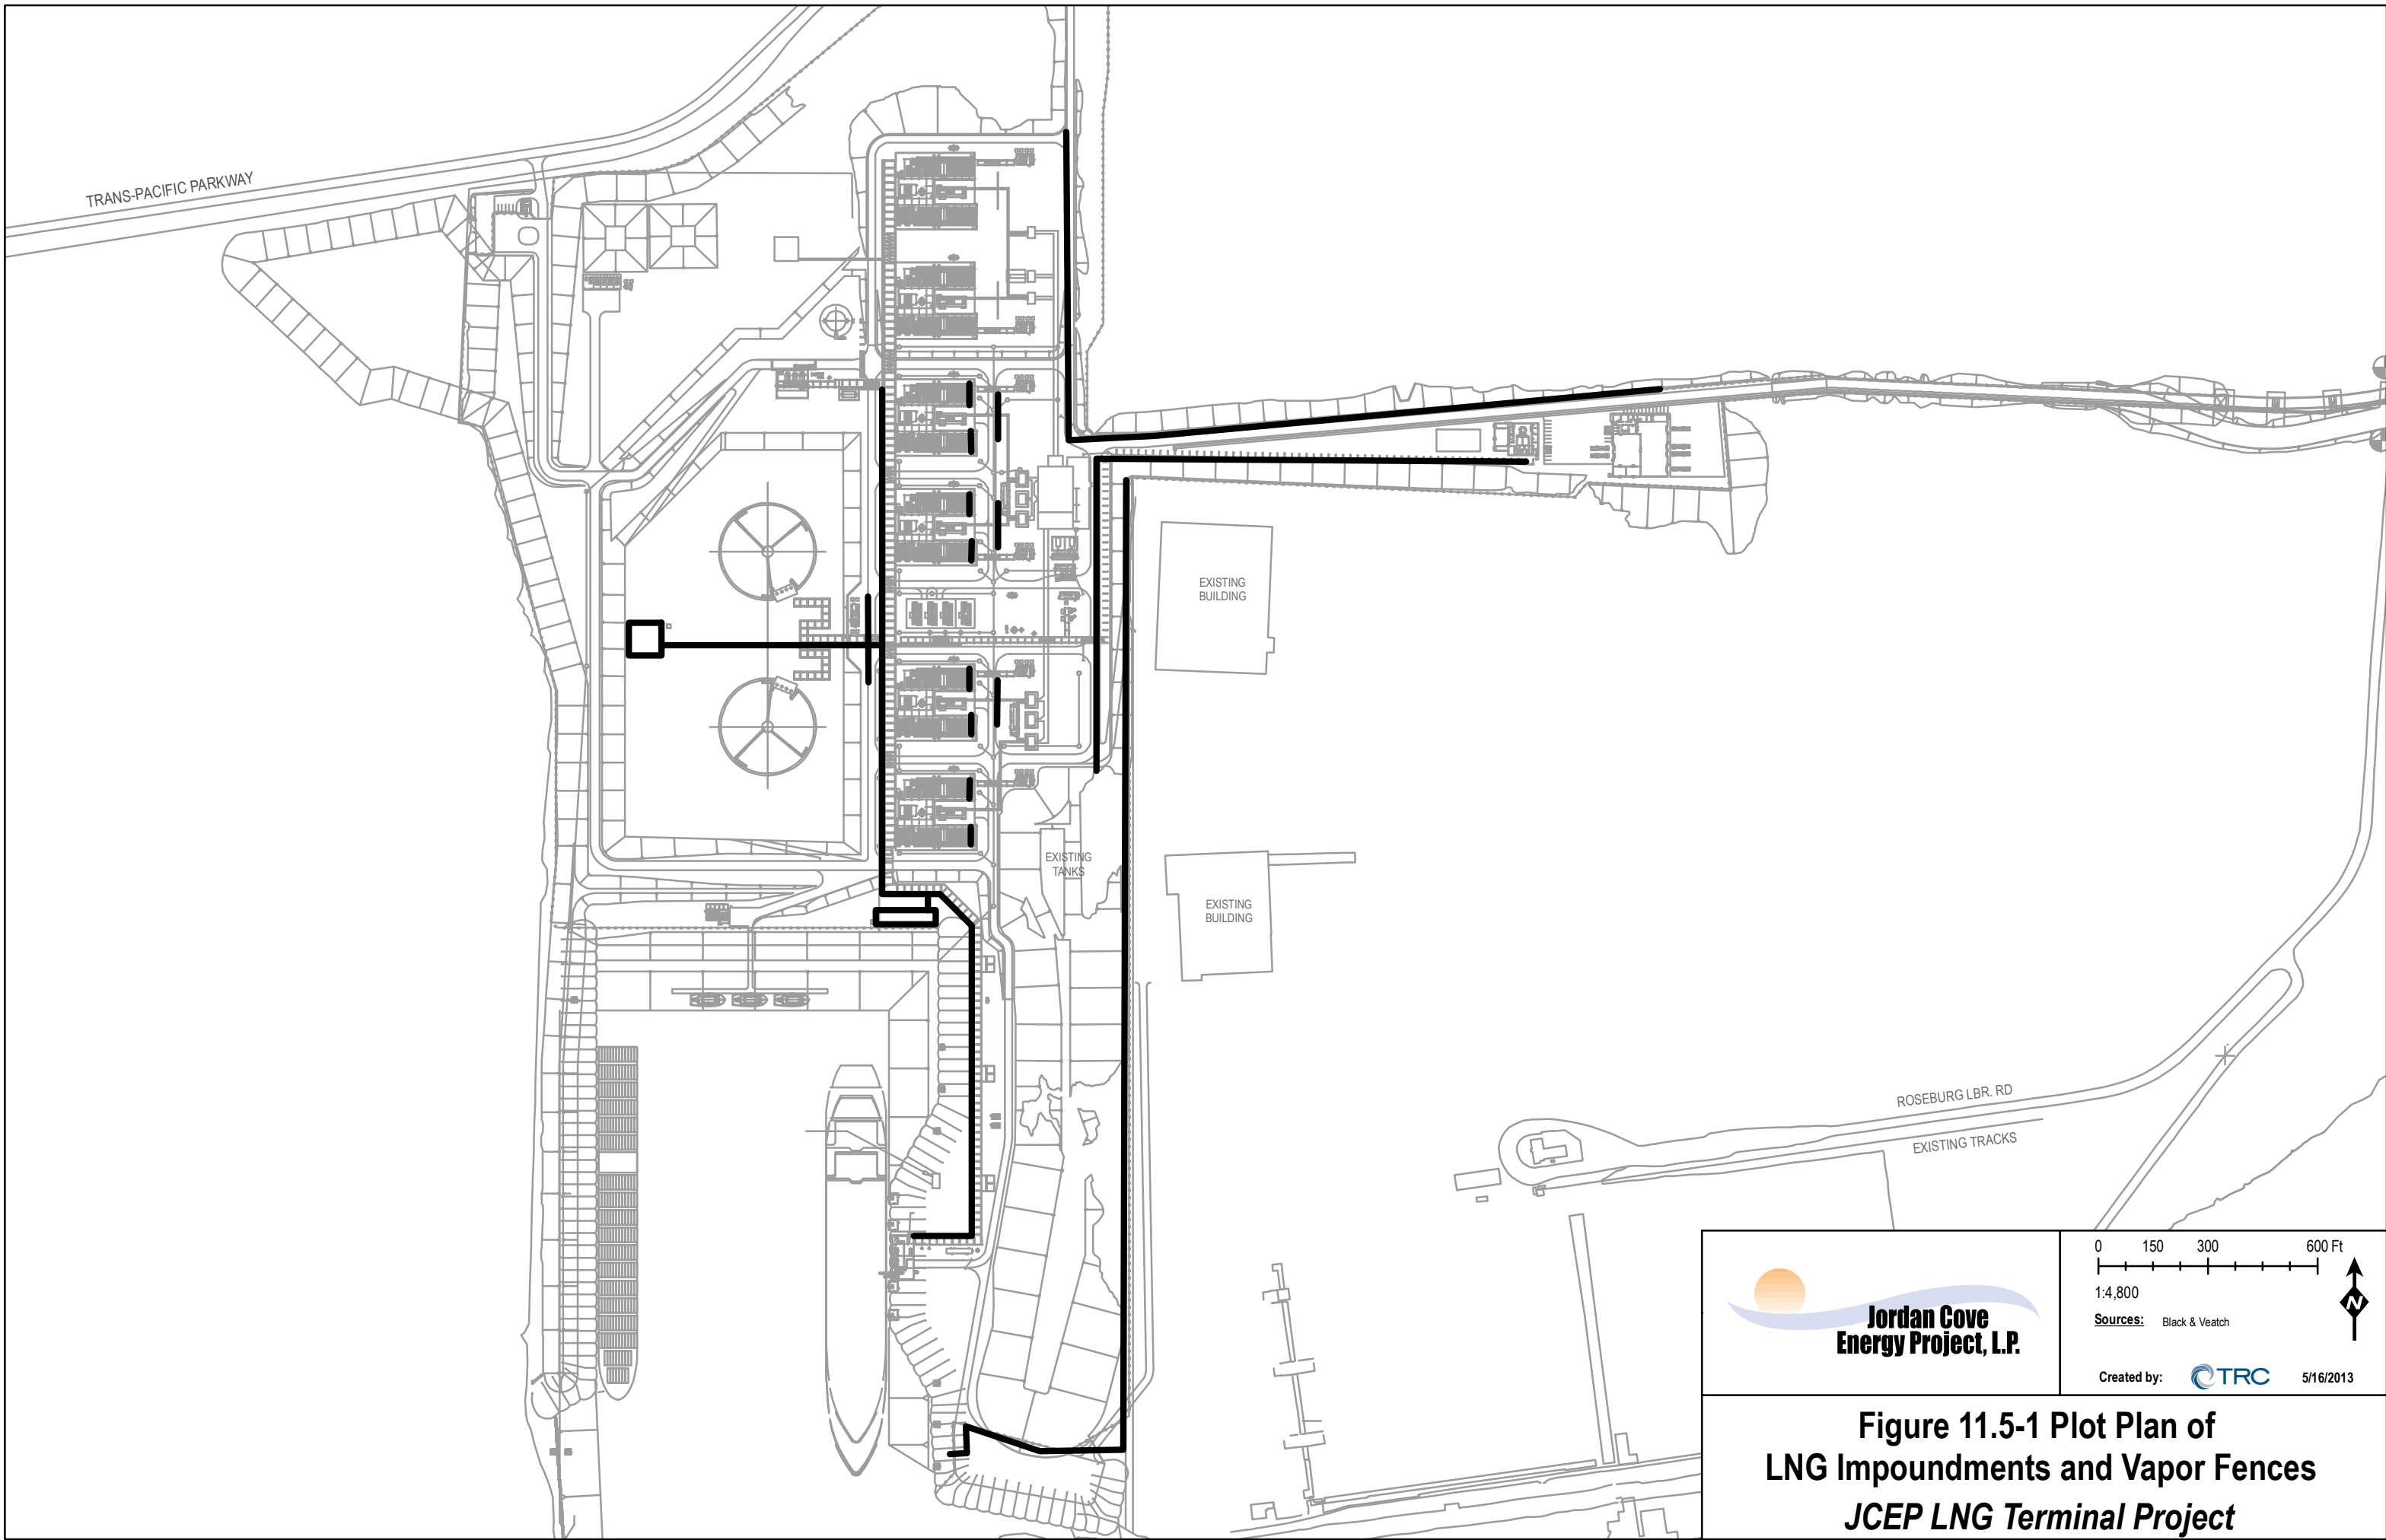 TRANS-PACIFIC PARKWAY
EXISTING
BUILDING
EXISTING
TANKS
EXISTING
BUILDING
ROSEBURG LBR. RD
EXISTING TRACKS
Jordan Cove
Energy Project, L.P.
0 150 300 600 Ft
1:4,800
Sources: Black & Veatch
N
Created by: TRC 5/16/2013
Figure 11.5-1 Plot Plan of
LNG Impoundments and Vapor Fences
JCEP LNG Terminal Project